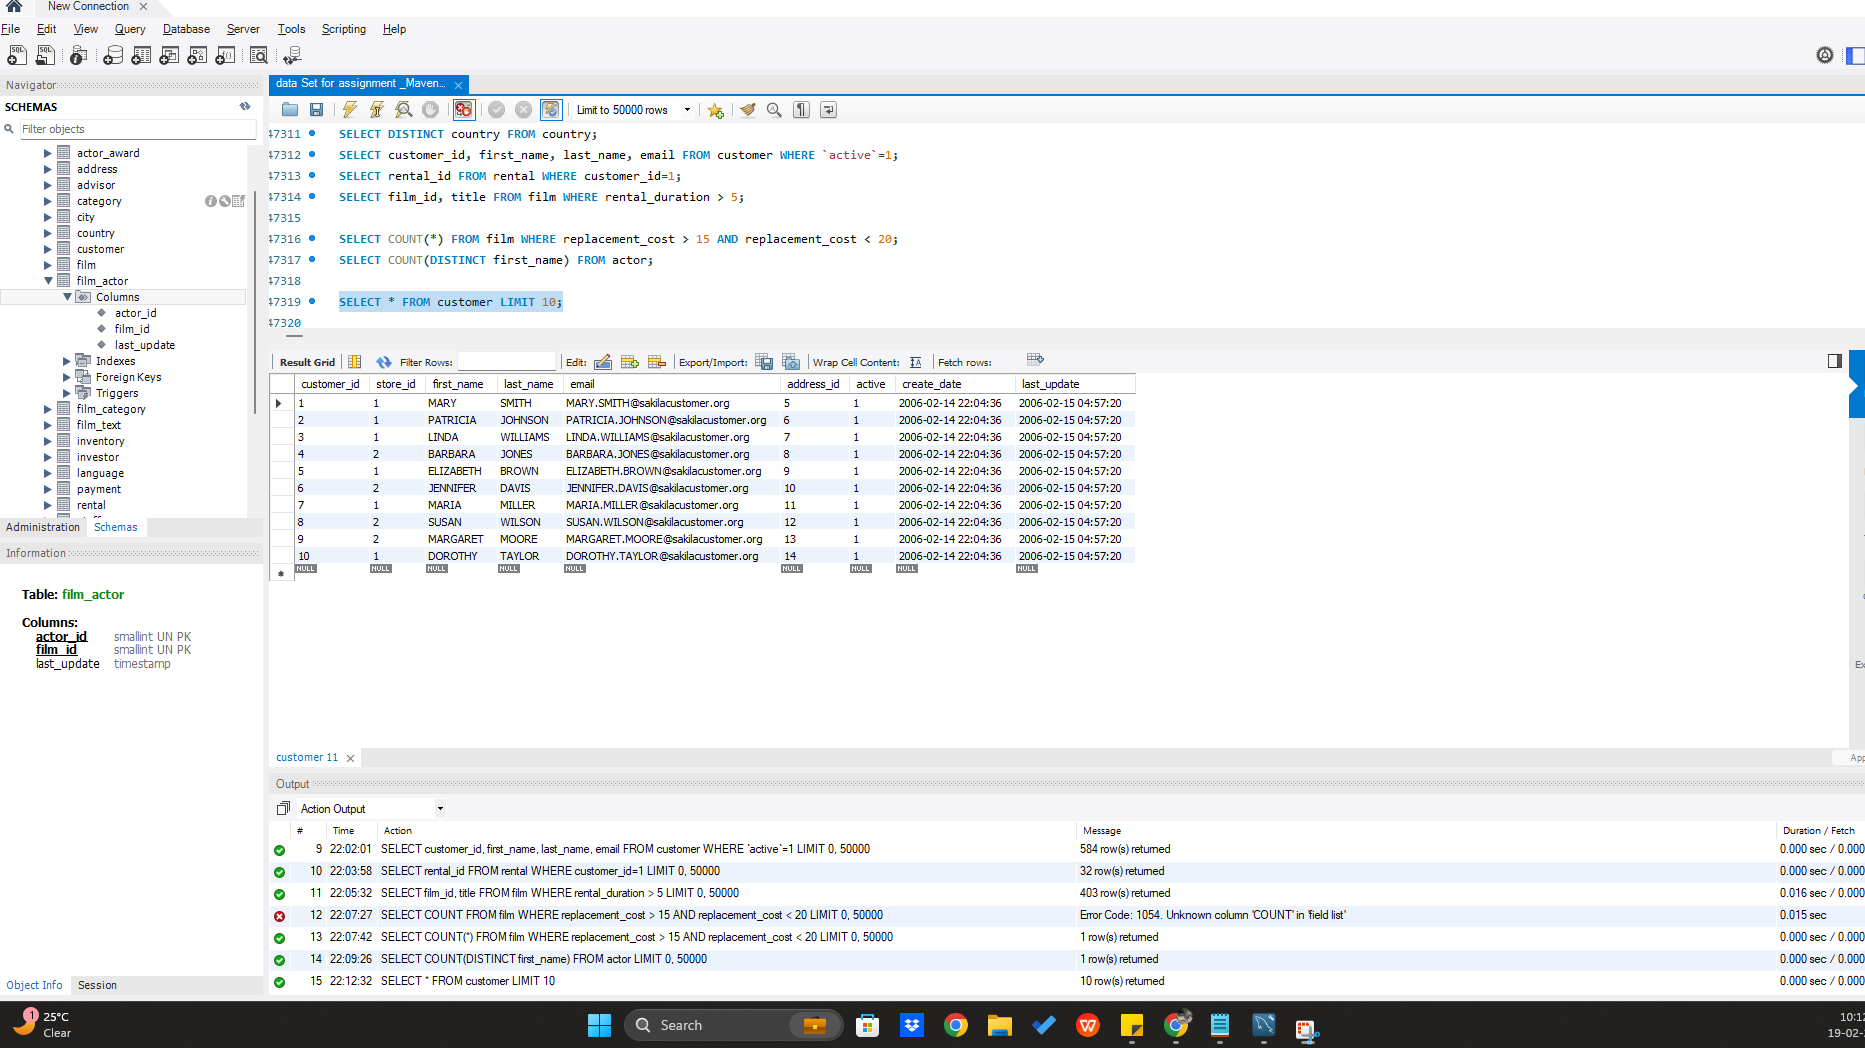 New Connection
File Edit View Query Database Server Tools Scripting Help
Navigator
SCHEMAS
Filter objects
actor_award
address
advisor
category
city
country
customer
film
film_actor
Columns
actor_id
film_id
last_update
Indexes
Foreign Keys
Triggers
film_category
film_text
inventory
investor
language
payment
rental
Administration Schemas
Information
Table: film_actor
Columns:
actor_id smallint UN PK
film_id smallint UN PK
last_update timestamp
Object Info Session
data Set for assignment _Maven...
Limit to 50000 rows
47311 SELECT DISTINCT country FROM country;
47312 SELECT customer_id, first_name, last_name, email FROM customer WHERE `active`=1;
47313 SELECT rental_id FROM rental WHERE customer_id=1;
47314 SELECT film_id, title FROM film WHERE rental_duration > 5;
47315
47316 SELECT COUNT(*) FROM film WHERE replacement_cost > 15 AND replacement_cost < 20;
47317 SELECT COUNT(DISTINCT first_name) FROM actor;
47318
47319 SELECT * FROM customer LIMIT 10;
47320
Result Grid Filter Rows: Edit: Export/Import: Wrap Cell Content: Fetch rows:
customer_id store_id first_name last_name email address_id active create_date last_update
1 1 MARY SMITH MARY.SMITH@sakilacustomer.org 5 1 2006-02-14 22:04:36 2006-02-15 04:57:20
2 1 PATRICIA JOHNSON PATRICIA.JOHNSON@sakilacustomer.org 6 1 2006-02-14 22:04:36 2006-02-15 04:57:20
3 1 LINDA WILLIAMS LINDA.WILLIAMS@sakilacustomer.org 7 1 2006-02-14 22:04:36 2006-02-15 04:57:20
4 2 BARBARA JONES BARBARA.JONES@sakilacustomer.org 8 1 2006-02-14 22:04:36 2006-02-15 04:57:20
5 1 ELIZABETH BROWN ELIZABETH.BROWN@sakilacustomer.org 9 1 2006-02-14 22:04:36 2006-02-15 04:57:20
6 2 JENNIFER DAVIS JENNIFER.DAVIS@sakilacustomer.org 10 1 2006-02-14 22:04:36 2006-02-15 04:57:20
7 1 MARIA MILLER MARIA.MILLER@sakilacustomer.org 11 1 2006-02-14 22:04:36 2006-02-15 04:57:20
8 2 SUSAN WILSON SUSAN.WILSON@sakilacustomer.org 12 1 2006-02-14 22:04:36 2006-02-15 04:57:20
9 2 MARGARET MOORE MARGARET.MOORE@sakilacustomer.org 13 1 2006-02-14 22:04:36 2006-02-15 04:57:20
10 1 DOROTHY TAYLOR DOROTHY.TAYLOR@sakilacustomer.org 14 1 2006-02-14 22:04:36 2006-02-15 04:57:20
NULL NULL NULL NULL NULL NULL NULL NULL NULL
Ex
customer 11
App
Output
Action Output
# Time Action Message Duration / Fetch
9 22:02:01 SELECT customer_id, first_name, last_name, email FROM customer WHERE `active`=1 LIMIT 0, 50000 584 row(s) returned 0.000 sec / 0.000
10 22:03:58 SELECT rental_id FROM rental WHERE customer_id=1 LIMIT 0, 50000 32 row(s) returned 0.000 sec / 0.000
11 22:05:32 SELECT film_id, title FROM film WHERE rental_duration > 5 LIMIT 0, 50000 403 row(s) returned 0.016 sec / 0.000
12 22:07:27 SELECT COUNT FROM film WHERE replacement_cost > 15 AND replacement_cost < 20 LIMIT 0, 50000 Error Code: 1054. Unknown column 'COUNT' in 'field list' 0.015 sec
13 22:07:42 SELECT COUNT(*) FROM film WHERE replacement_cost > 15 AND replacement_cost < 20 LIMIT 0, 50000 1 row(s) returned 0.000 sec / 0.000
14 22:09:26 SELECT COUNT(DISTINCT first_name) FROM actor LIMIT 0, 50000 1 row(s) returned 0.000 sec / 0.000
15 22:12:32 SELECT * FROM customer LIMIT 10 10 row(s) returned 0.000 sec / 0.000
1
25°C
Clear
Search
10:12
19-02-